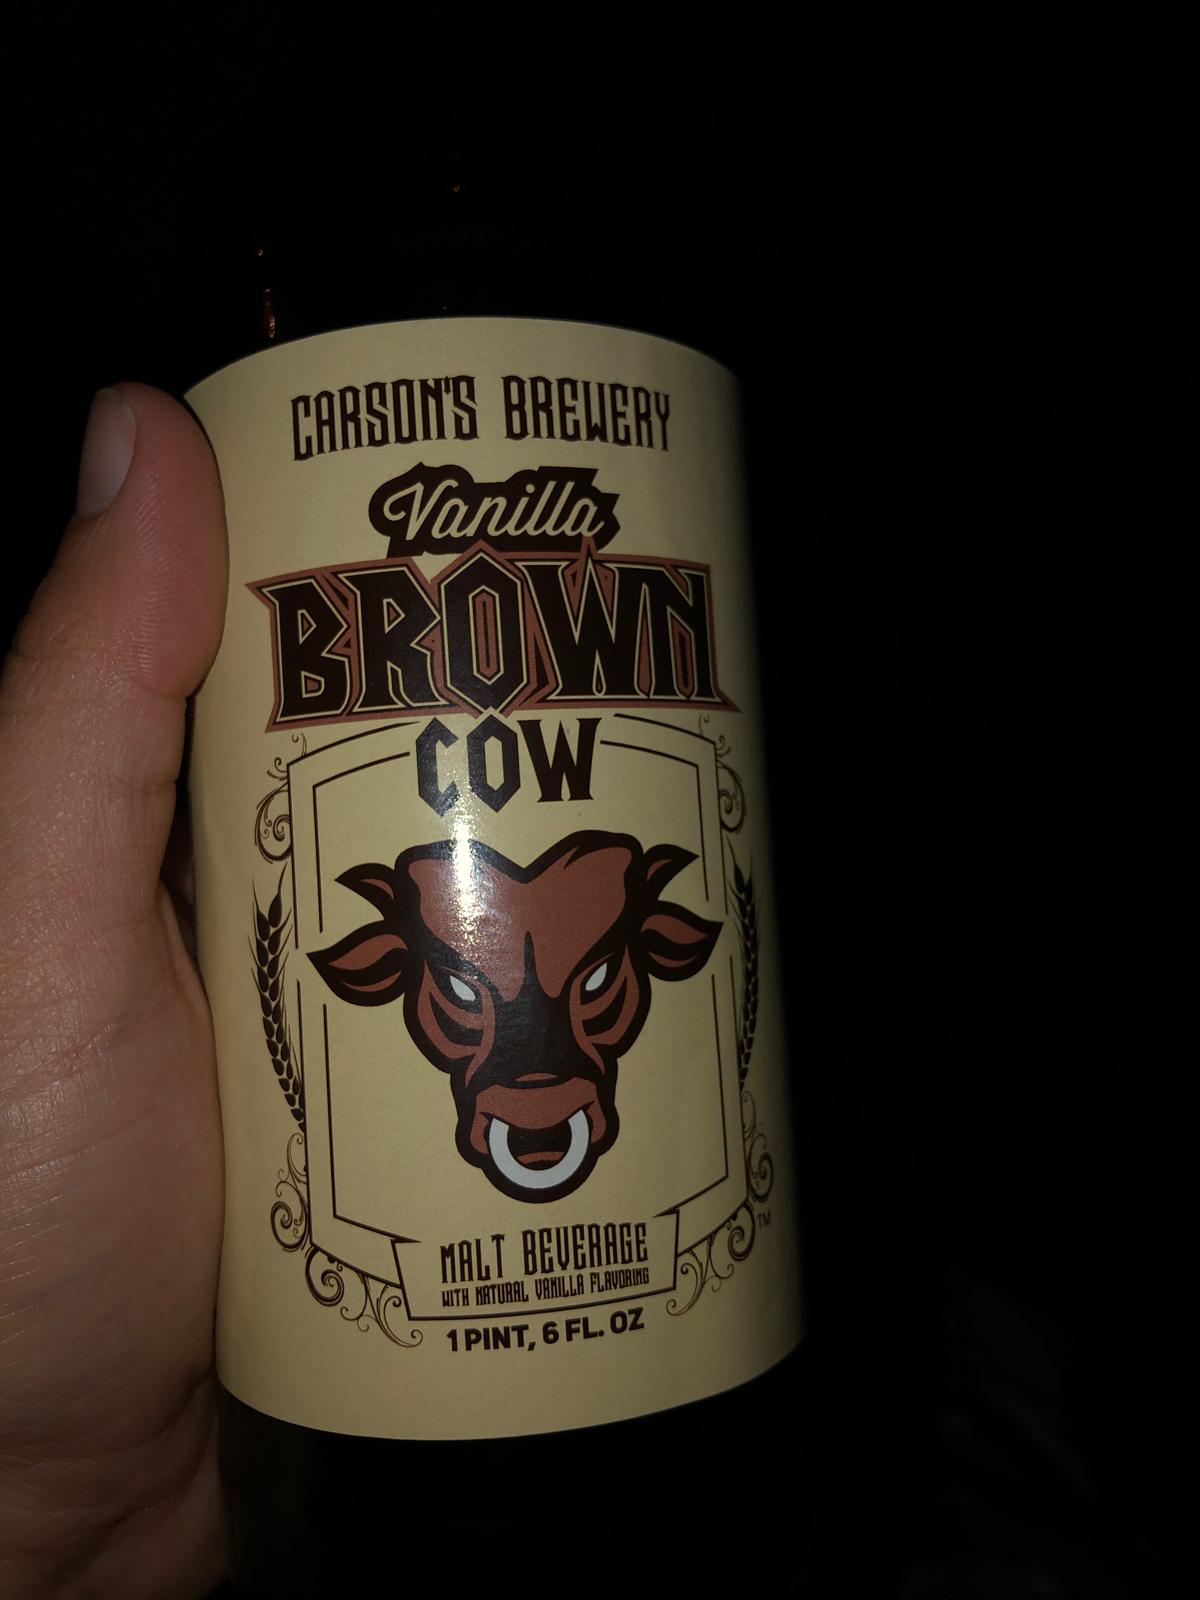 CARSON'S BREWERY
Vanilla
BROWN
COW
MALT BEVERAGE
WITH NATURAL VANILLA FLAVORING
1 PINT, 6 FL. OZ
TM